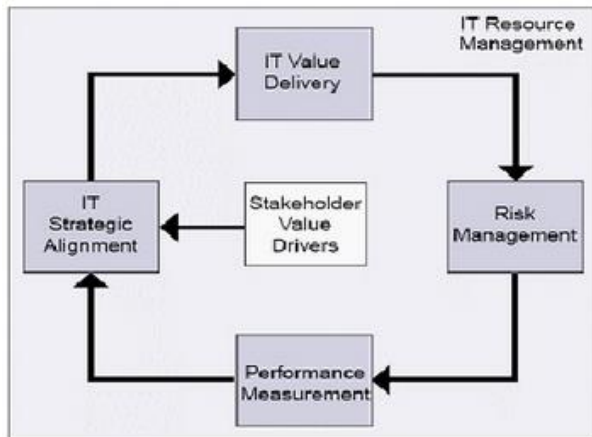 IT Resource
Management
IT Value
Delivery
IT
Strategic
Alignment
Stakeholder
Value
Drivers
Risk
Management
Performance
Measurement